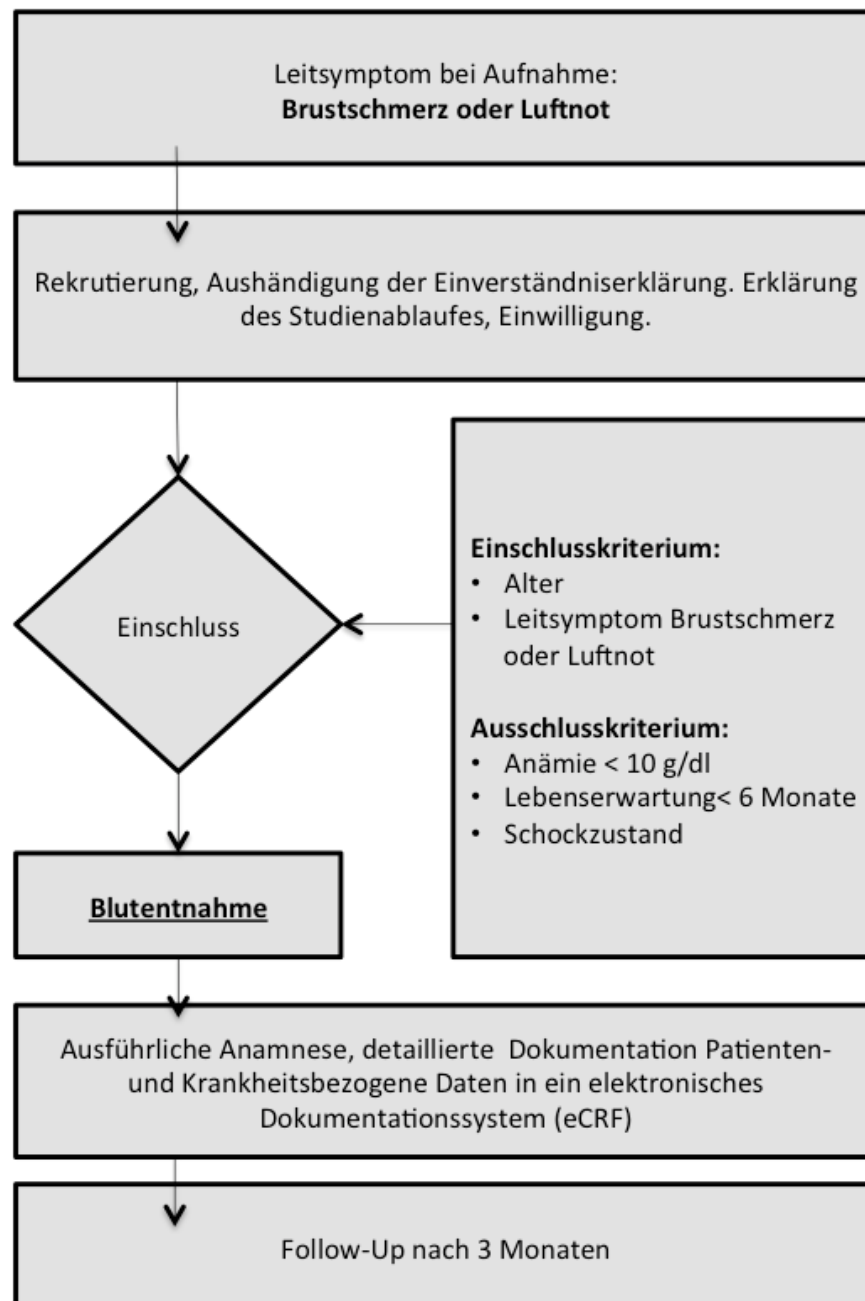 Leitsymptom bei Aufnahme:
Brustschmerz oder Luftnot
Rekrutierung, Aushändigung der Einverständniserklärung. Erklärung
des Studienablaufes, Einwilligung.
Einschluss
Einschlusskriterium:
• Alter
• Leitsymptom Brustschmerz
oder Luftnot
Ausschlusskriterium:
• Anämie < 10 g/dl
• Lebenserwartung< 6 Monate
• Schockzustand
Blutentnahme
Ausführliche Anamnese, detaillierte Dokumentation Patienten-
und Krankheitsbezogene Daten in ein elektronisches
Dokumentationssystem (eCRF)
Follow-Up nach 3 Monaten